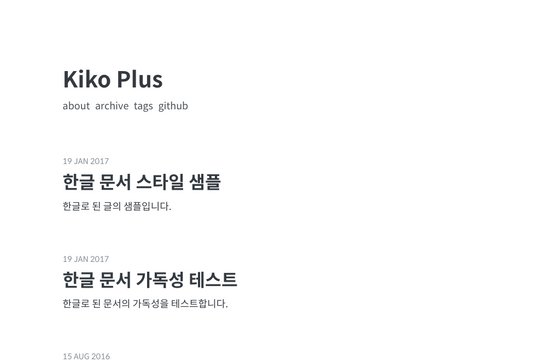 Kiko Plus
about archive tags github
19 JAN 2017
한글 문서 스타일 샘플
한글로 된 글의 샘플입니다.
19 JAN 2017
한글 문서 가독성 테스트
한글로 된 문서의 가독성을 테스트합니다.
15 AUG 2016